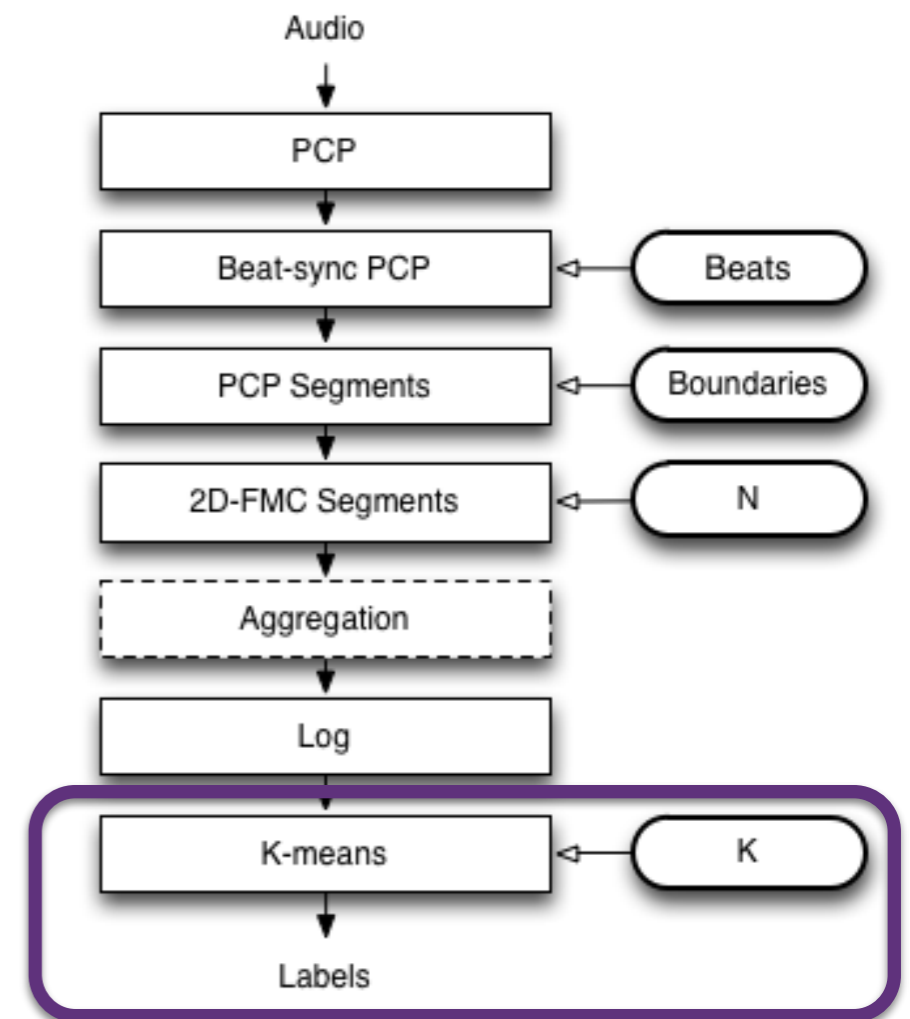 Audio
PCP
Beat-sync PCP
Beats
PCP Segments
Boundaries
2D-FMC Segments
N
Aggregation
Log
K-means
K
Labels